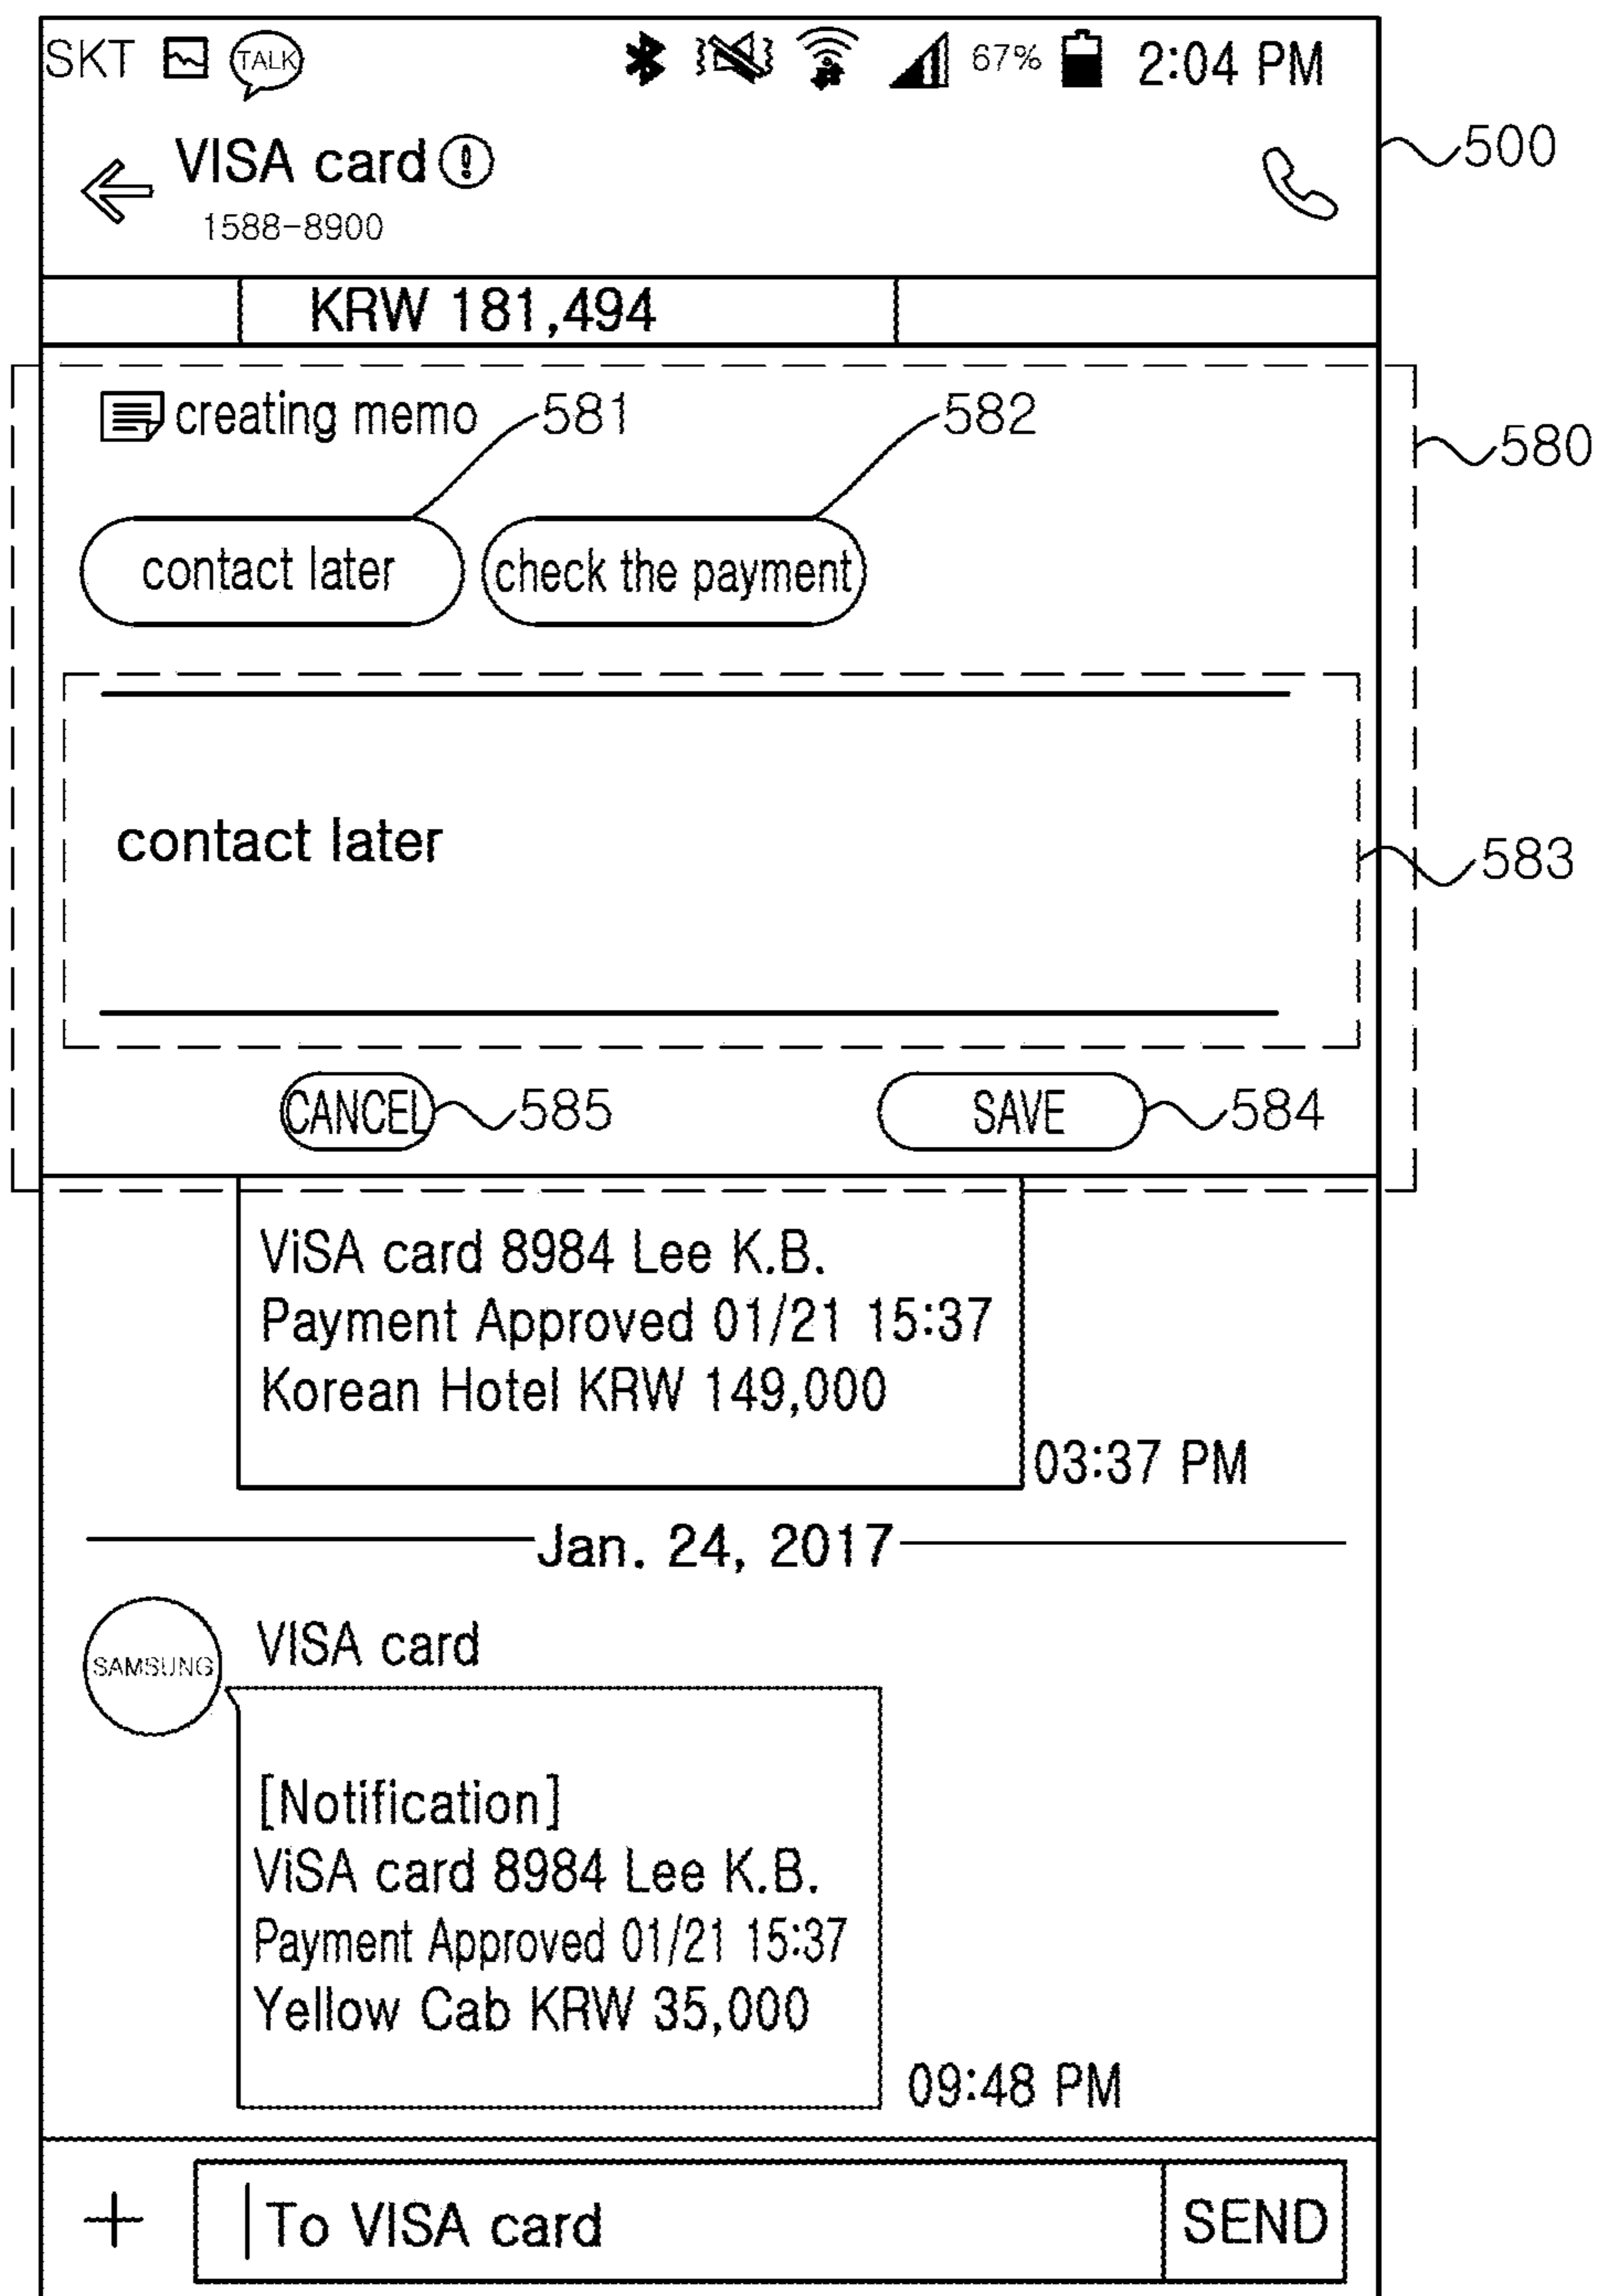 SKT TALK 67% 2:04 PM
VISA card
500
1588-8900
KRW 181,494
creating memo 581 582
580
contact later check the payment
contact later
583
CANCEL 585 SAVE 584
ViSA card 8984 Lee K.B.
Payment Approved 01/21 15:37
Korean Hotel KRW 149,000
03:37 PM
Jan. 24, 2017
SAMSUNG VISA card
[Notification]
ViSA card 8984 Lee K.B.
Payment Approved 01/21 15:37
Yellow Cab KRW 35,000
09:48 PM
+ To VISA card SEND